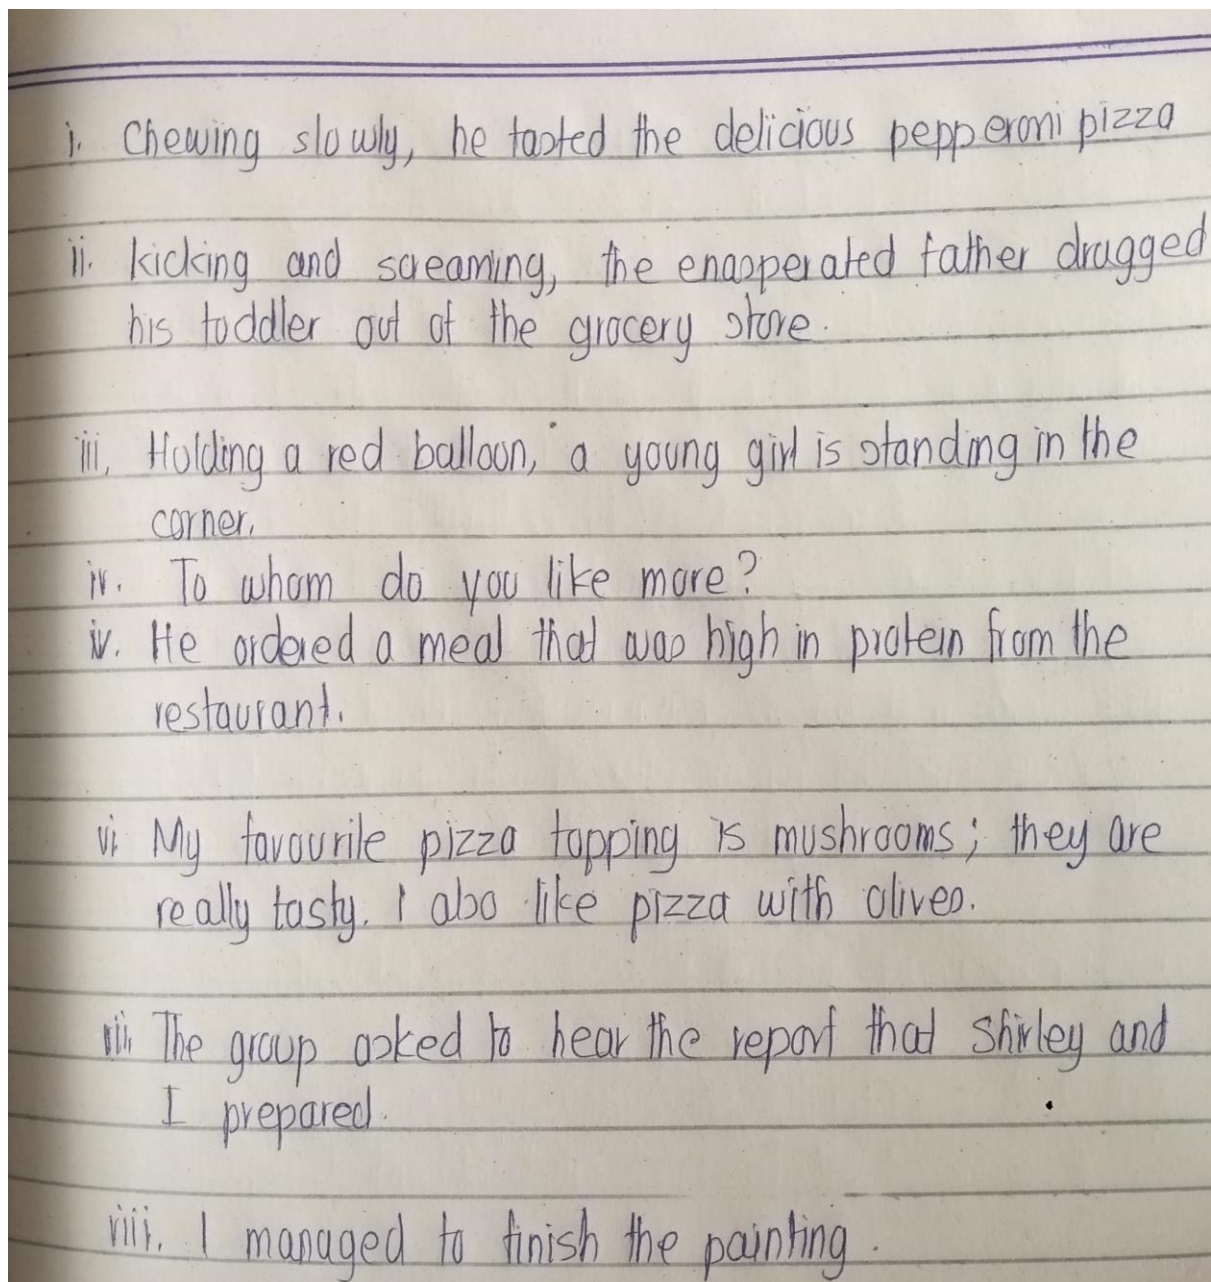 i. Chewing slowly, he tasted the delicious pepperoni pizza
ii. kicking and screaming, the enasperated father dragged
his toddler out of the grocery store.
iii. Holding a red balloon, a young girl is standing in the
corner.
iv. To whom do you like more?
iv. He ordered a meal that was high in protein from the
restaurant.
vi. My favourite pizza topping is mushrooms; they are
really tasty. I also like pizza with olives.
vii. The group asked to hear the report that Shirley and
I prepared.
viii. I managed to finish the painting.